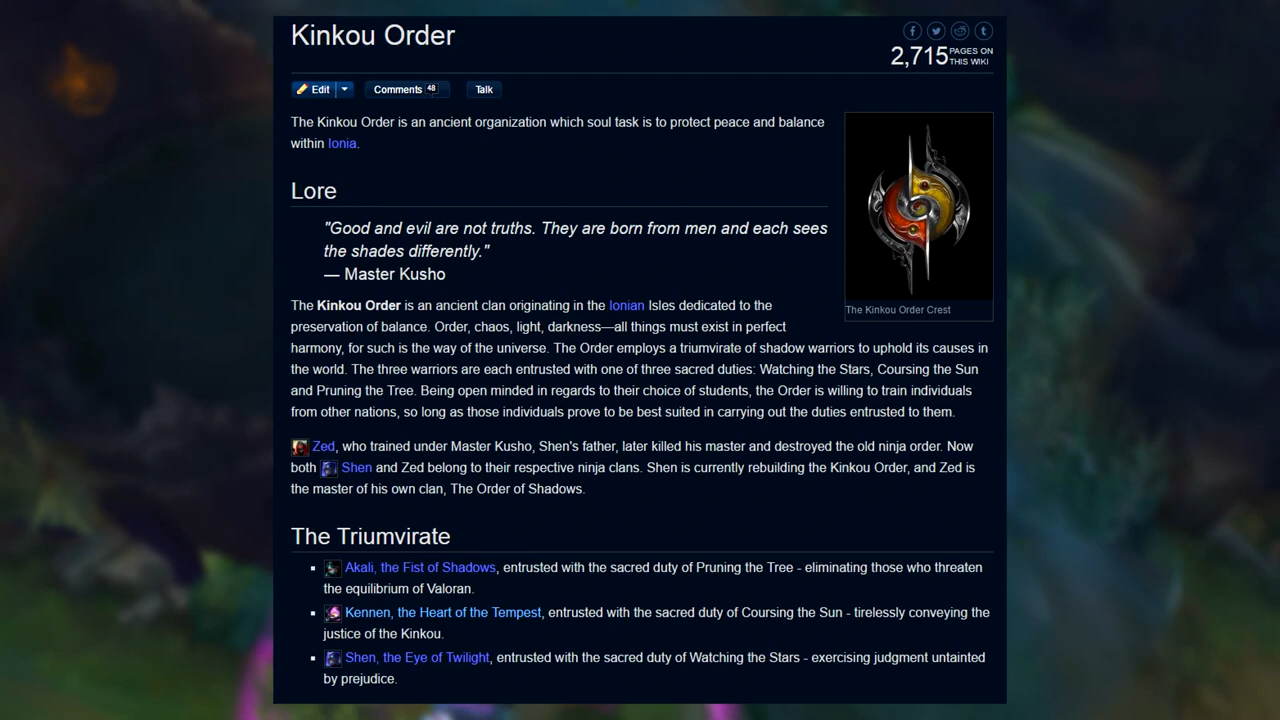 Kinkou Order
2,715 PAGES ON THIS WIKI
Edit
Comments 48
Talk
The Kinkou Order is an ancient organization which soul task is to protect peace and balance
within Ionia.
Lore
"Good and evil are not truths. They are born from men and each sees
the shades differently."
— Master Kusho
The Kinkou Order Crest
The Kinkou Order is an ancient clan originating in the Ionian Isles dedicated to the
preservation of balance. Order, chaos, light, darkness—all things must exist in perfect
harmony, for such is the way of the universe. The Order employs a triumvirate of shadow warriors to uphold its causes in
the world. The three warriors are each entrusted with one of three sacred duties: Watching the Stars, Coursing the Sun
and Pruning the Tree. Being open minded in regards to their choice of students, the Order is willing to train individuals
from other nations, so long as those individuals prove to be best suited in carrying out the duties entrusted to them.
Zed, who trained under Master Kusho, Shen's father, later killed his master and destroyed the old ninja order. Now
both Shen and Zed belong to their respective ninja clans. Shen is currently rebuilding the Kinkou Order, and Zed is
the master of his own clan, The Order of Shadows.
The Triumvirate
Akali, the Fist of Shadows, entrusted with the sacred duty of Pruning the Tree - eliminating those who threaten
the equilibrium of Valoran.
Kennen, the Heart of the Tempest, entrusted with the sacred duty of Coursing the Sun - tirelessly conveying the
justice of the Kinkou.
Shen, the Eye of Twilight, entrusted with the sacred duty of Watching the Stars - exercising judgment untainted
by prejudice.